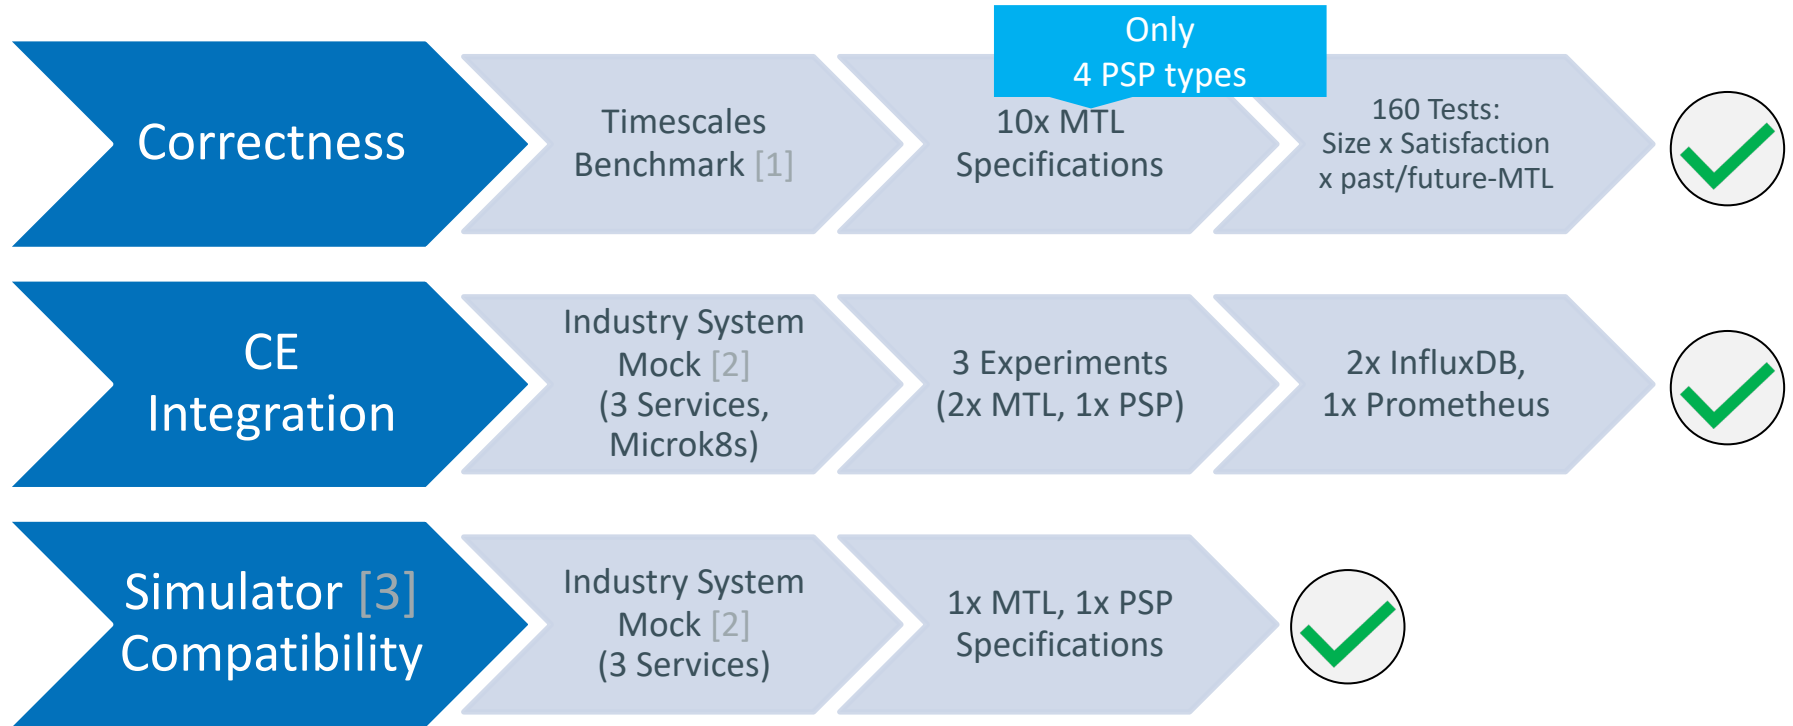 Only
4 PSP types
Correctness
Timescales
Benchmark [1]
10x MTL
Specifications
160 Tests:
Size x Satisfaction
x past/future-MTL
CE
Integration
Industry System
Mock [2]
(3 Services,
Microk8s)
3 Experiments
(2x MTL, 1x PSP)
2x InfluxDB,
1x Prometheus
Simulator [3]
Compatibility
Industry System
Mock [2]
(3 Services)
1x MTL, 1x PSP
Specifications